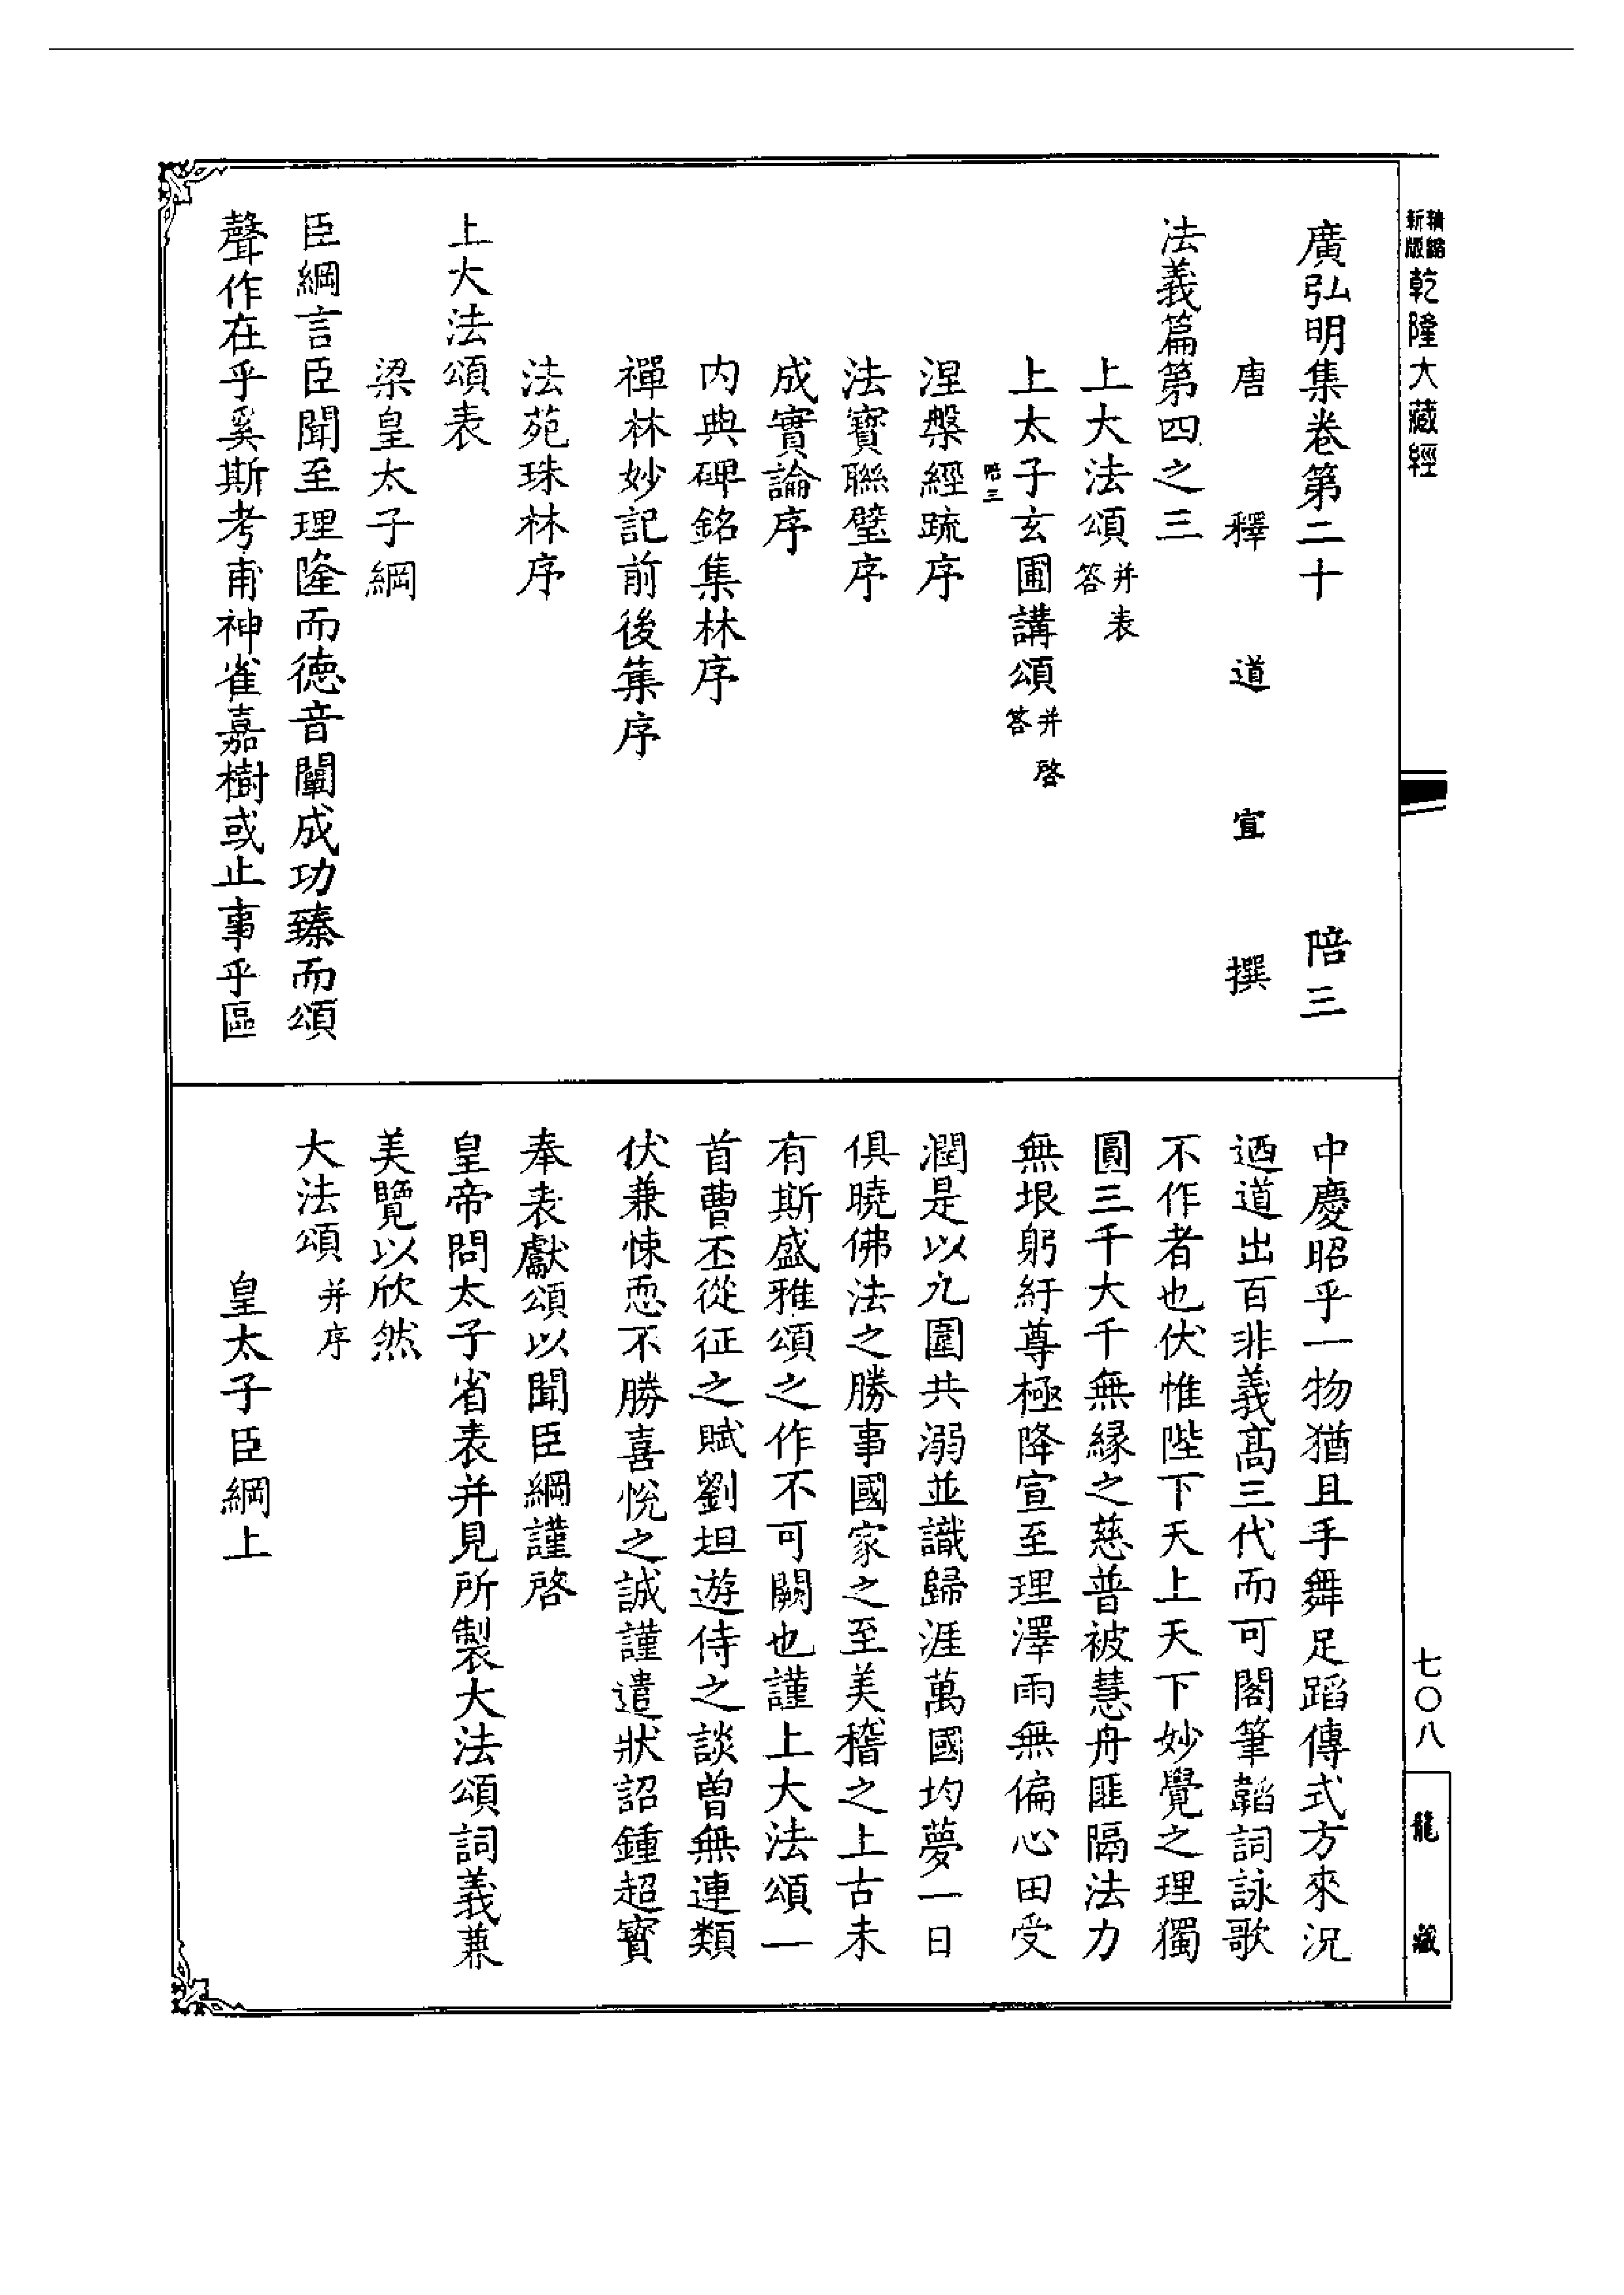 新版精縮乾隆大藏經
廣弘明集卷第二十 陪三
唐釋道宣撰
法義篇第四之三
上大法頌并表答
上太子玄圃講頌并啓答
陪三
涅槃經疏序
法寶聯璧序
成實論序
内典碑銘集林序
禪林妙記前後集序
法苑珠林序
上大法頌表
梁皇太子綱
臣綱言臣聞至理隆而德音闡成功臻而頌
聲作在乎奚斯考甫神雀嘉樹或止事乎區
中慶昭乎一物猶且手舞足蹈傳式方來況
迺道出百非義髙三代而可閣筆韜詞詠歌
不作者也伏惟陛下天上天下妙覺之理獨
圓三千大千無縁之慈普被慧舟匪隔法力
無垠躬紆尊極降宣至理澤雨無偏心田受
潤是以九圍共溺並識歸涯萬國均夢一日
俱曉佛法之勝事國家之至美稽之上古未
有斯盛雅頌之作不可闕也謹上大法頌一
首曹丕從征之賦劉坦遊侍之談曽無連類
伏兼悚恧不勝喜悅之誠謹遣狀詔鍾超寳
奉表獻頌以聞臣綱謹啓
皇帝問太子省表并見所製大法頌詞義兼
美覽以欣然
大法頌并序
皇太子臣綱上
七〇八
龍藏